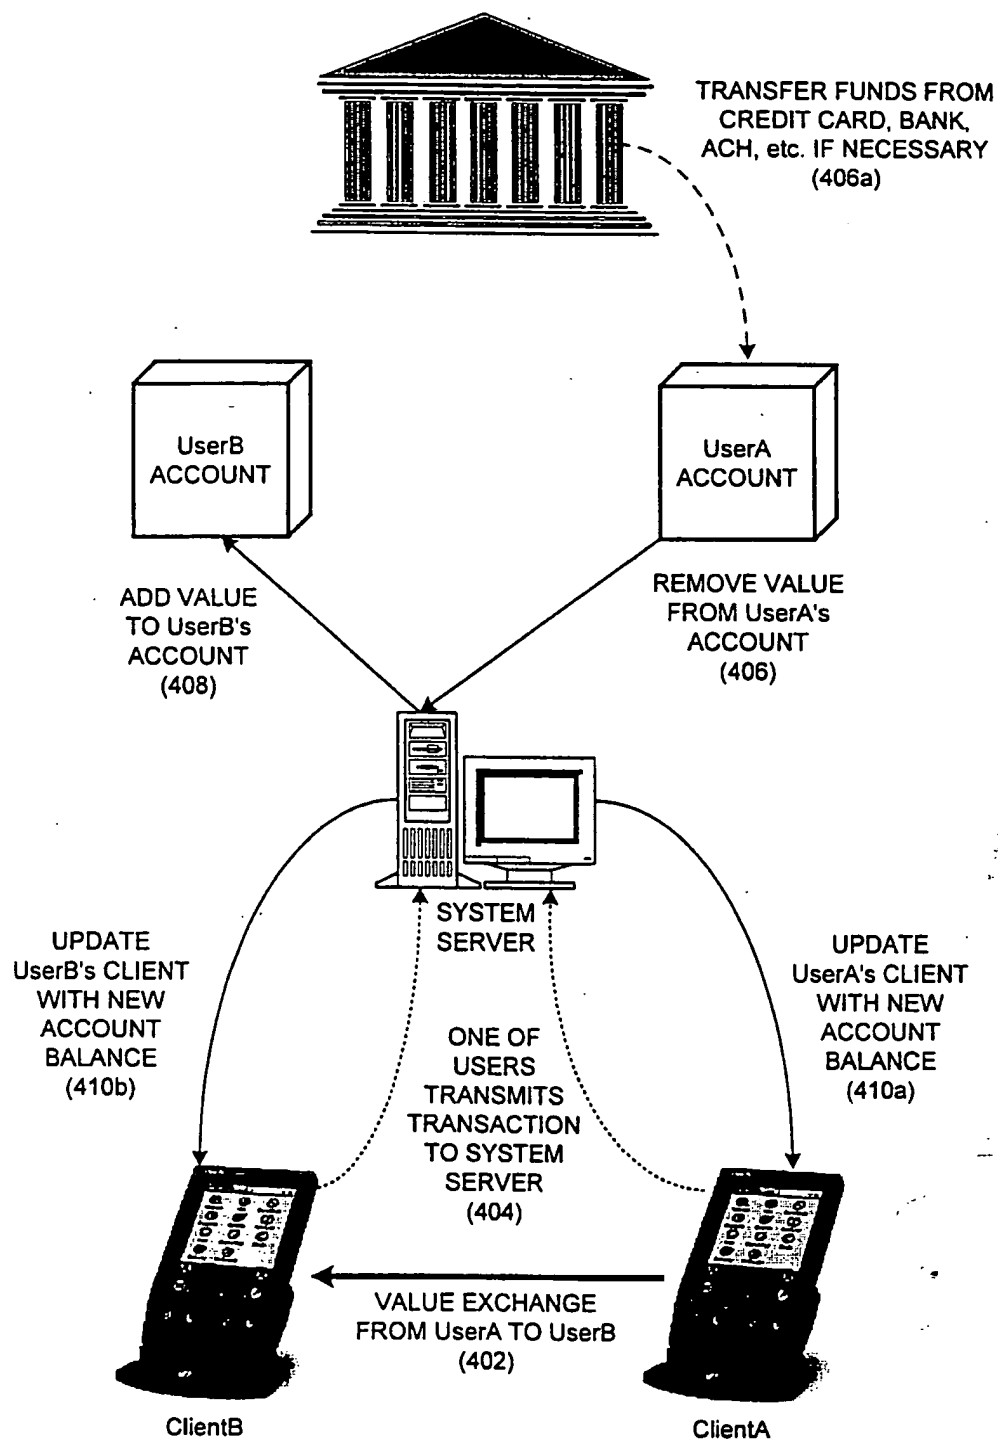 TRANSFER FUNDS FROM
CREDIT CARD, BANK,
ACH, etc. IF NECESSARY
(406a)
UserB
ACCOUNT
UserA
ACCOUNT
ADD VALUE
TO UserB's
ACCOUNT
(408)
REMOVE VALUE
FROM UserA's
ACCOUNT
(406)
SYSTEM
SERVER
UPDATE
UserB's CLIENT
WITH NEW
ACCOUNT
BALANCE
(410b)
ONE OF
USERS
TRANSMITS
TRANSACTION
TO SYSTEM
SERVER
(404)
UPDATE
UserA's CLIENT
WITH NEW
ACCOUNT
BALANCE
(410a)
VALUE EXCHANGE
FROM UserA TO UserB
(402)
ClientB
ClientA